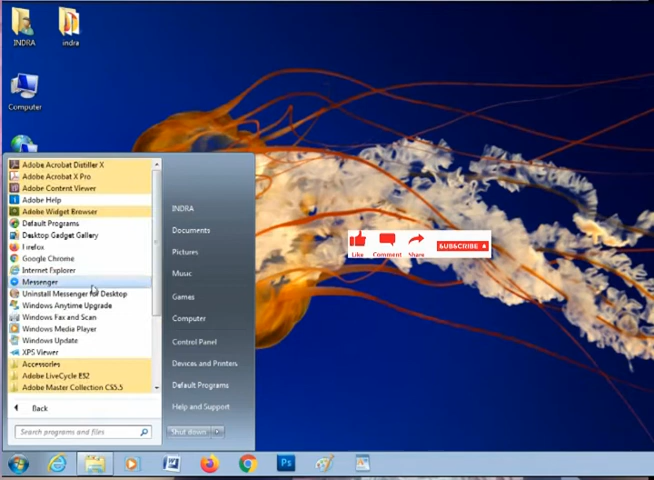 INDRA
indra
Computer
Adobe Acrobat Distiller X
Adobe Acrobat X Pro
Adobe Content Viewer
Adobe Help
Adobe Widget Browser
Default Programs
Desktop Gadget Gallery
Firefox
Google Chrome
Internet Explorer
Messenger
Uninstall Messenger for Desktop
Windows Anytime Upgrade
Windows Fax and Scan
Windows Media Player
Windows Update
XPS Viewer
Accessories
Adobe LiveCycle ES2
Adobe Master Collection CS5.5
Back
Search programs and files
INDRA
Documents
Pictures
Music
Games
Computer
Control Panel
Devices and Printers
Default Programs
Help and Support
Shut down
Like Comment Share
SUBSCRIBE
W
Ps